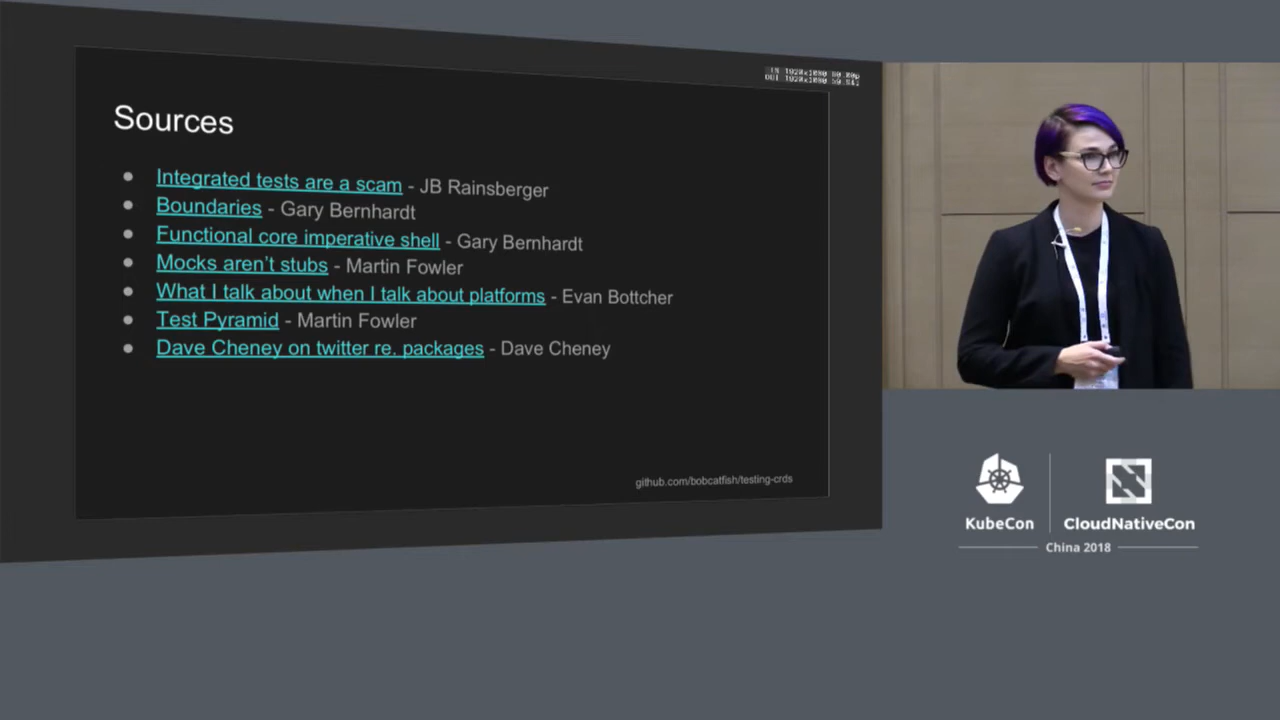 Sources
Integrated tests are a scam - JB Rainsberger
Boundaries - Gary Bernhardt
Functional core imperative shell - Gary Bernhardt
Mocks aren't stubs - Martin Fowler
What I talk about when I talk about platforms - Evan Bottcher
Test Pyramid - Martin Fowler
Dave Cheney on twitter re. packages - Dave Cheney
github.com/bobcatfish/testing-crds
KubeCon
CloudNativeCon
China 2018